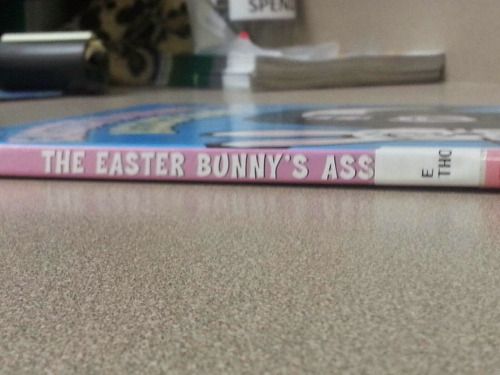 SPEN
THE EASTER BUNNY'S ASS
E
THO